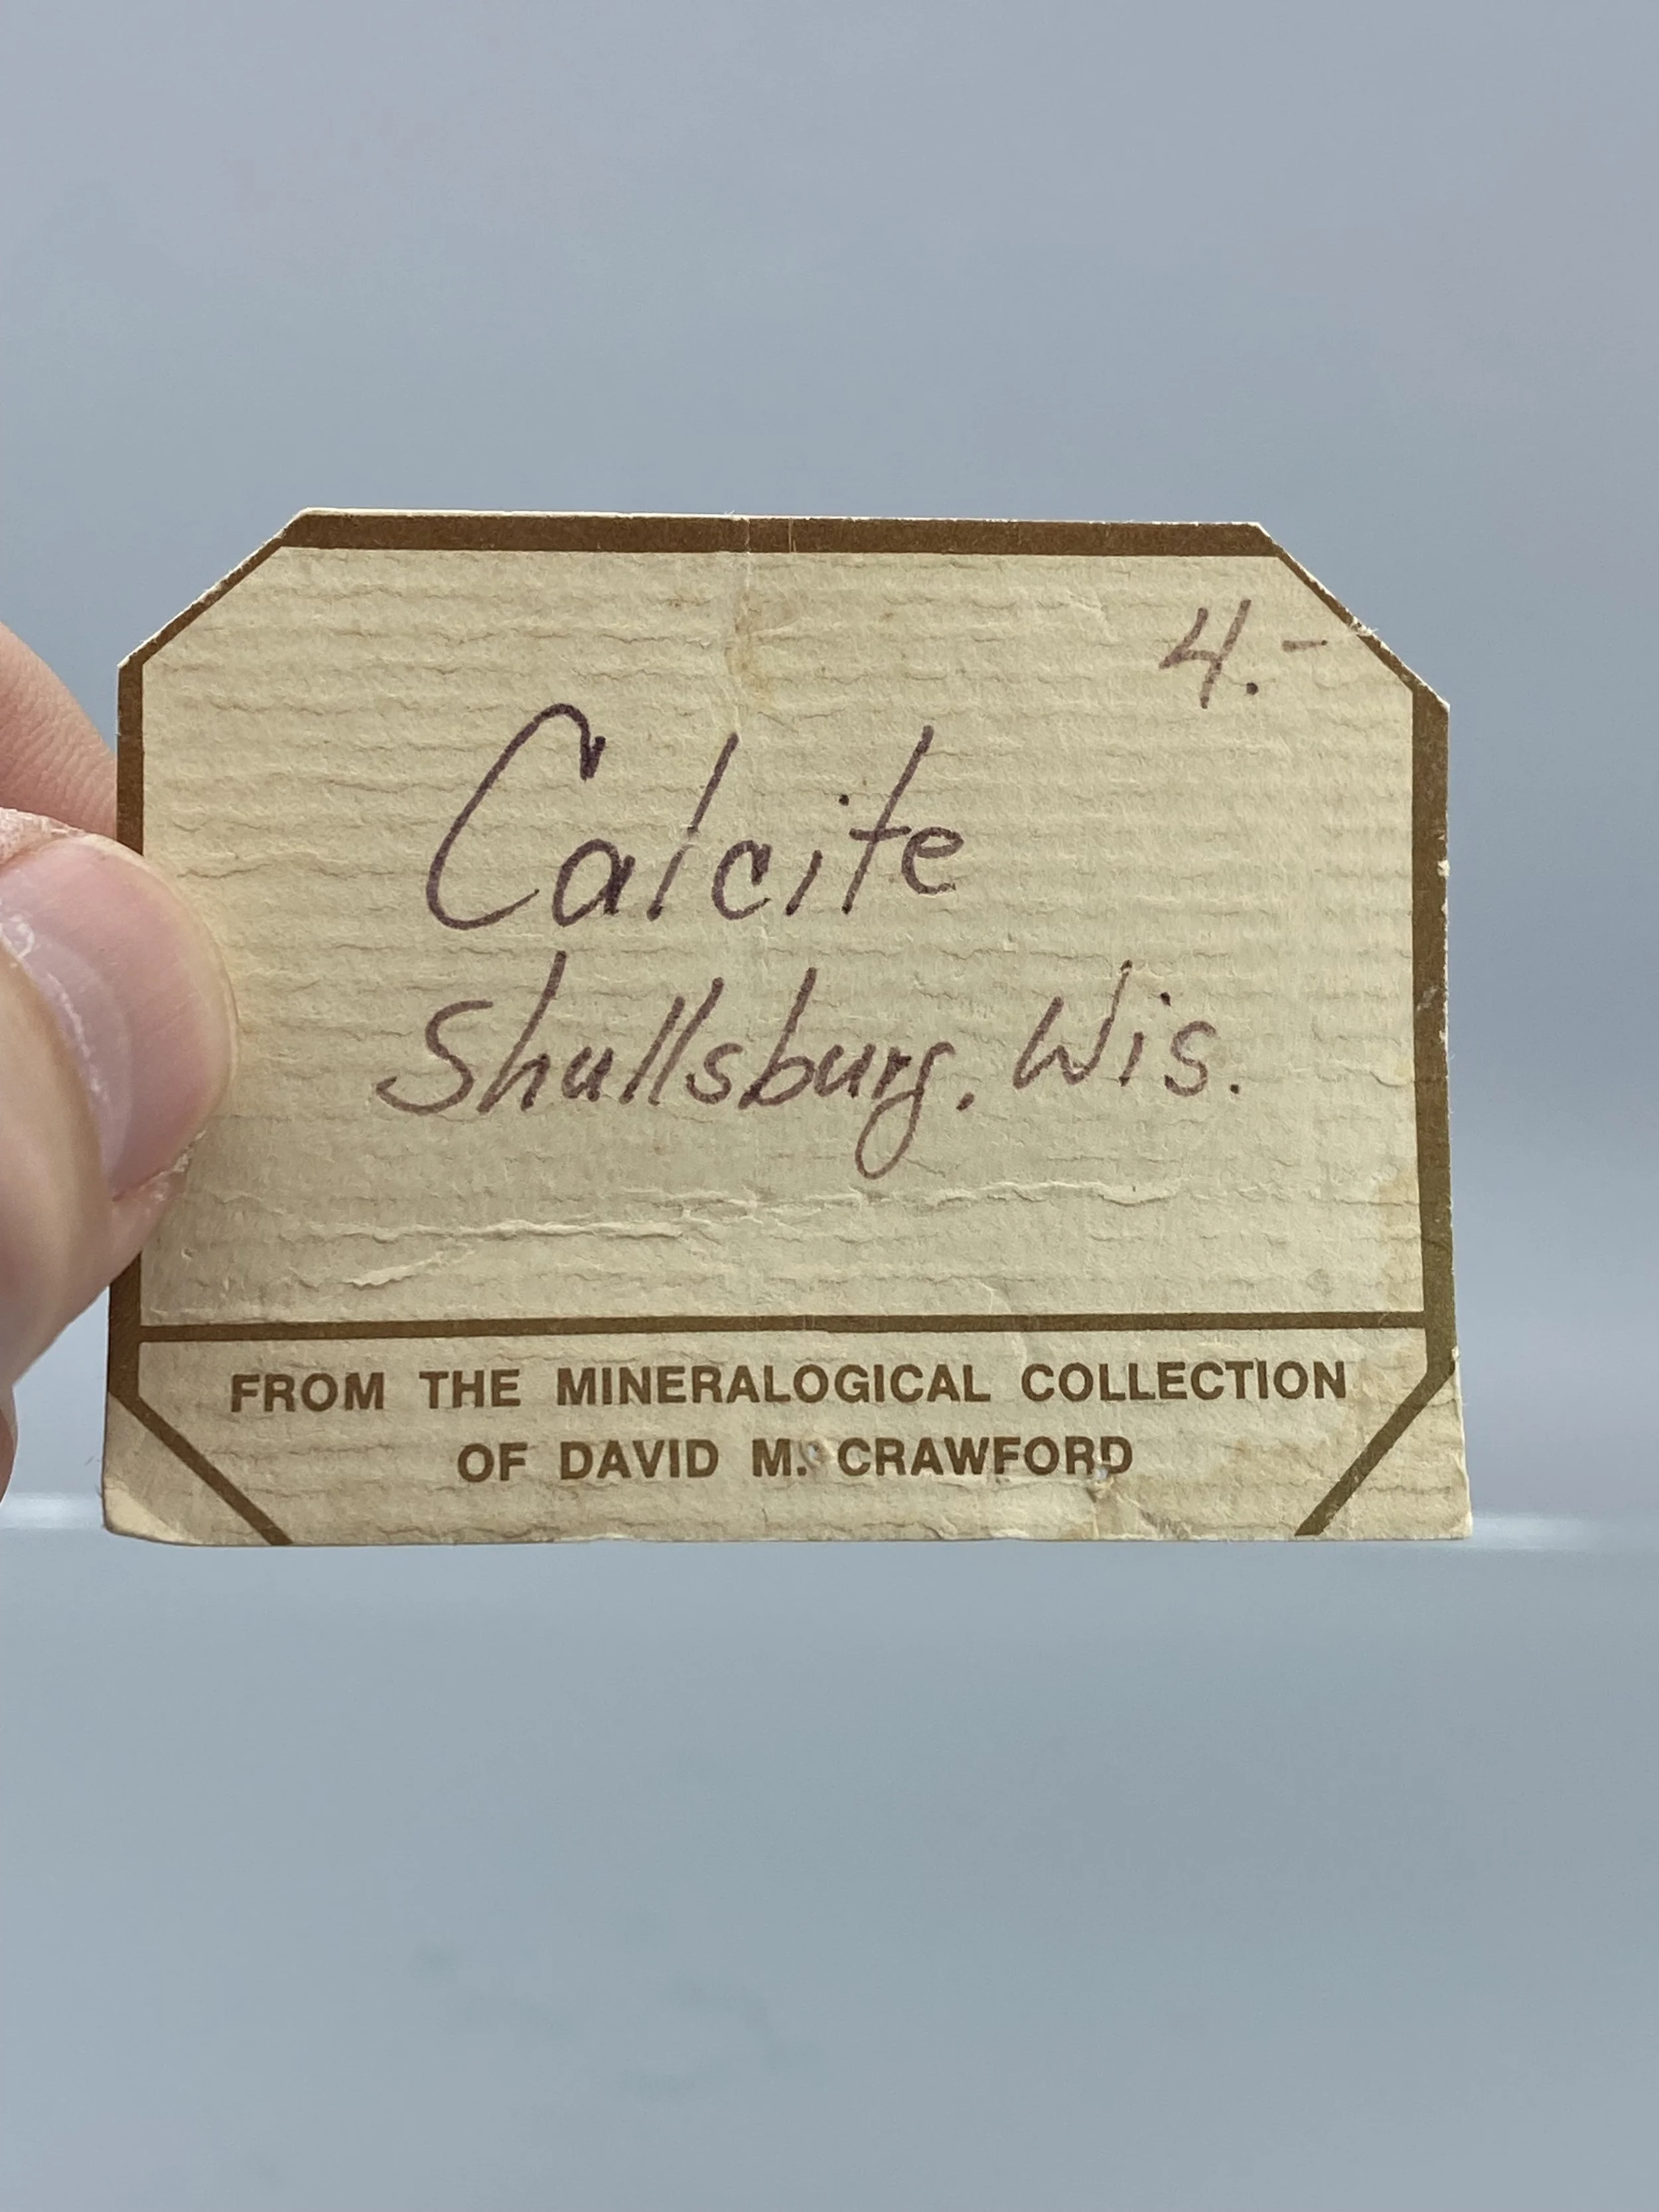 4.-
Calcite
Shullsburg. Wis.
FROM THE MINERALOGICAL COLLECTION
OF DAVID M. CRAWFORD